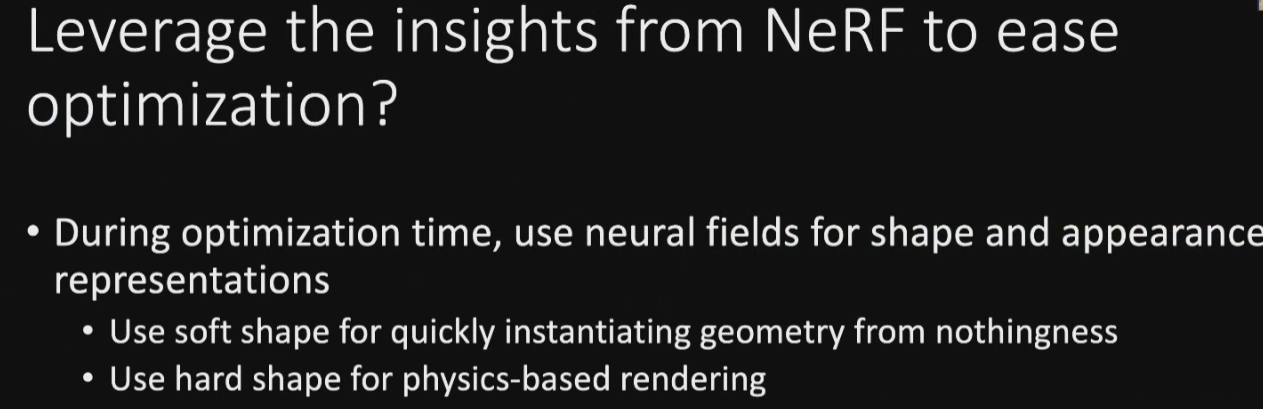 Leverage the insights from NeRF to ease
optimization?
• During optimization time, use neural fields for shape and appearance
representations
• Use soft shape for quickly instantiating geometry from nothingness
• Use hard shape for physics-based rendering